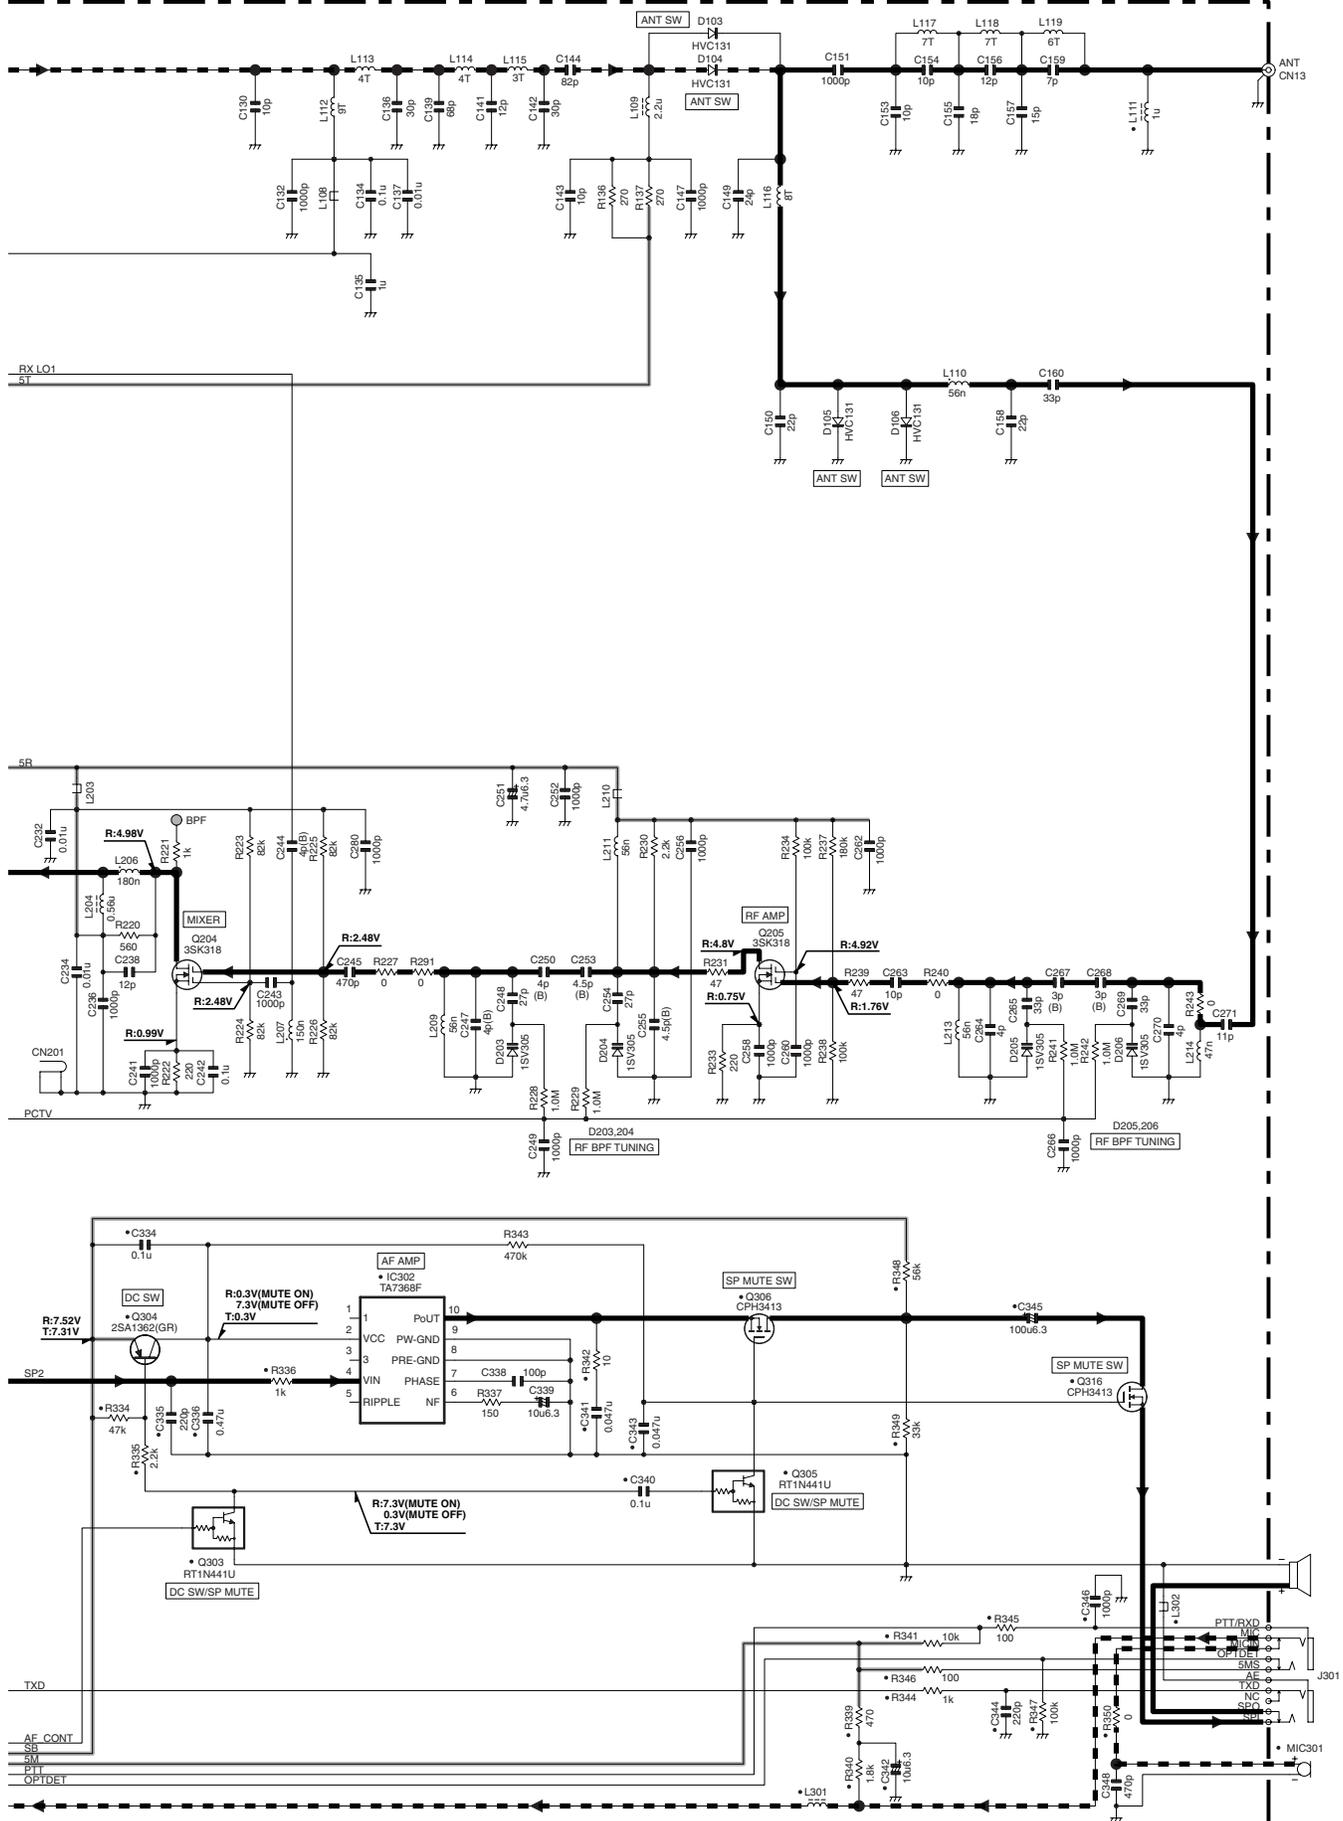 ANT SW
D103
HVC131
D104
HVC131
ANT SW
L117
7T
L118
7T
L119
6T
L113
4T
L114
4T
L115
3T
C144
82p
C151
1000p
C154
10p
C156
12p
C159
7p
ANT
CN13
C130
10p
L112
9T
C136
30p
C139
68p
C141
12p
C142
30p
L109
2.2u
C153
10p
C155
18p
C157
15p
• L111
1u
C132
1000p
L108
C134
0.1u
C137
0.01u
C143
10p
R136
270
R137
270
C147
1000p
C149
24p
L116
8T
C135
1u
RX LO1
5T
L110
56n
C160
33p
C150
22p
D105
HVC131
D106
HVC131
C158
22p
ANT SW
ANT SW
5R
L203
C251
4.7u6.3
C252
1000p
L210
C232
0.01u
BPF
R:4.98V
R221
1k
R223
82k
C244
4p(B)
R225
82k
C280
1000p
L211
56n
R230
2.2k
C256
1000p
R234
100k
R237
180k
C262
1000p
L206
180n
L204
0.56u
MIXER
Q204
3SK318
R:2.48V
RF AMP
Q205
3SK318
R:4.8V
R:4.92V
R220
560
C238
12p
C234
0.01u
C236
1000p
R:2.48V
C243
1000p
C245
470p
R227
0
R291
0
C250
4p
(B)
C253
4.5p
(B)
R231
47
R239
47
C263
10p
R240
0
C267
3p
(B)
C268
3p
(B)
R243
0
C248
27p
C254
27p
C265
33p
C269
33p
R:0.75V
R:1.76V
C271
11p
R:0.99V
R224
82k
L207
150n
R226
82k
L209
56n
C247
4p(B)
D203
1SV305
D204
1SV305
C255
4.5p(B)
R233
220
C258
1000p
C260
1000p
R238
100k
L213
56n
C264
4p
D205
1SV305
R241
1.0M
R242
1.0M
D206
1SV305
C270
4p
L214
47n
CN201
C241
1000p
R222
220
C242
0.1u
R228
1.0M
R229
1.0M
PCTV
C249
1000p
D203,204
RF BPF TUNING
C266
1000p
D205,206
RF BPF TUNING
• C334
0.1u
R343
470k
AF AMP
• IC302
TA7368F
• R348
56k
DC SW
• Q304
2SA1362(GR)
R:7.52V
T:7.31V
R:0.3V(MUTE ON)
7.3V(MUTE OFF)
T:0.3V
SP MUTE SW
• Q306
CPH3413
• C345
100u6.3
1
1
PoUT
10
2
VCC
PW-GND
9
3
3
PRE-GND
8
4
VIN
PHASE
7
5
RIPPLE
NF
6
SP2
• R336
1k
C338
100p
R337
150
C339
10u6.3
• R342
10
• C341
0.047u
• C343
0.047u
SP MUTE SW
• Q316
CPH3413
• R334
47k
• C335
220p
• C336
0.47u
• R335
2.2k
• R349
33k
R:7.3V(MUTE ON)
0.3V(MUTE OFF)
T:7.3V
• C340
0.1u
• Q305
RT1N441U
DC SW/SP MUTE
• Q303
RT1N441U
DC SW/SP MUTE
−
+
• C346
1000p
• L302
• R345
100
• R341
10k
• R346
100
• R344
1k
PTT/RXD
MIC
MICIN
OPTDET
5MS
AE
TXD
NC
SPO
SPI
J301
TXD
• R339
470
• C344
220p
• R347
100k
• R350
0
AF CONT
SB
5M
PTT
OPTDET
• R340
1.8k
• C342
10u6.3
• MIC301
+
−
• L301
C348
470p